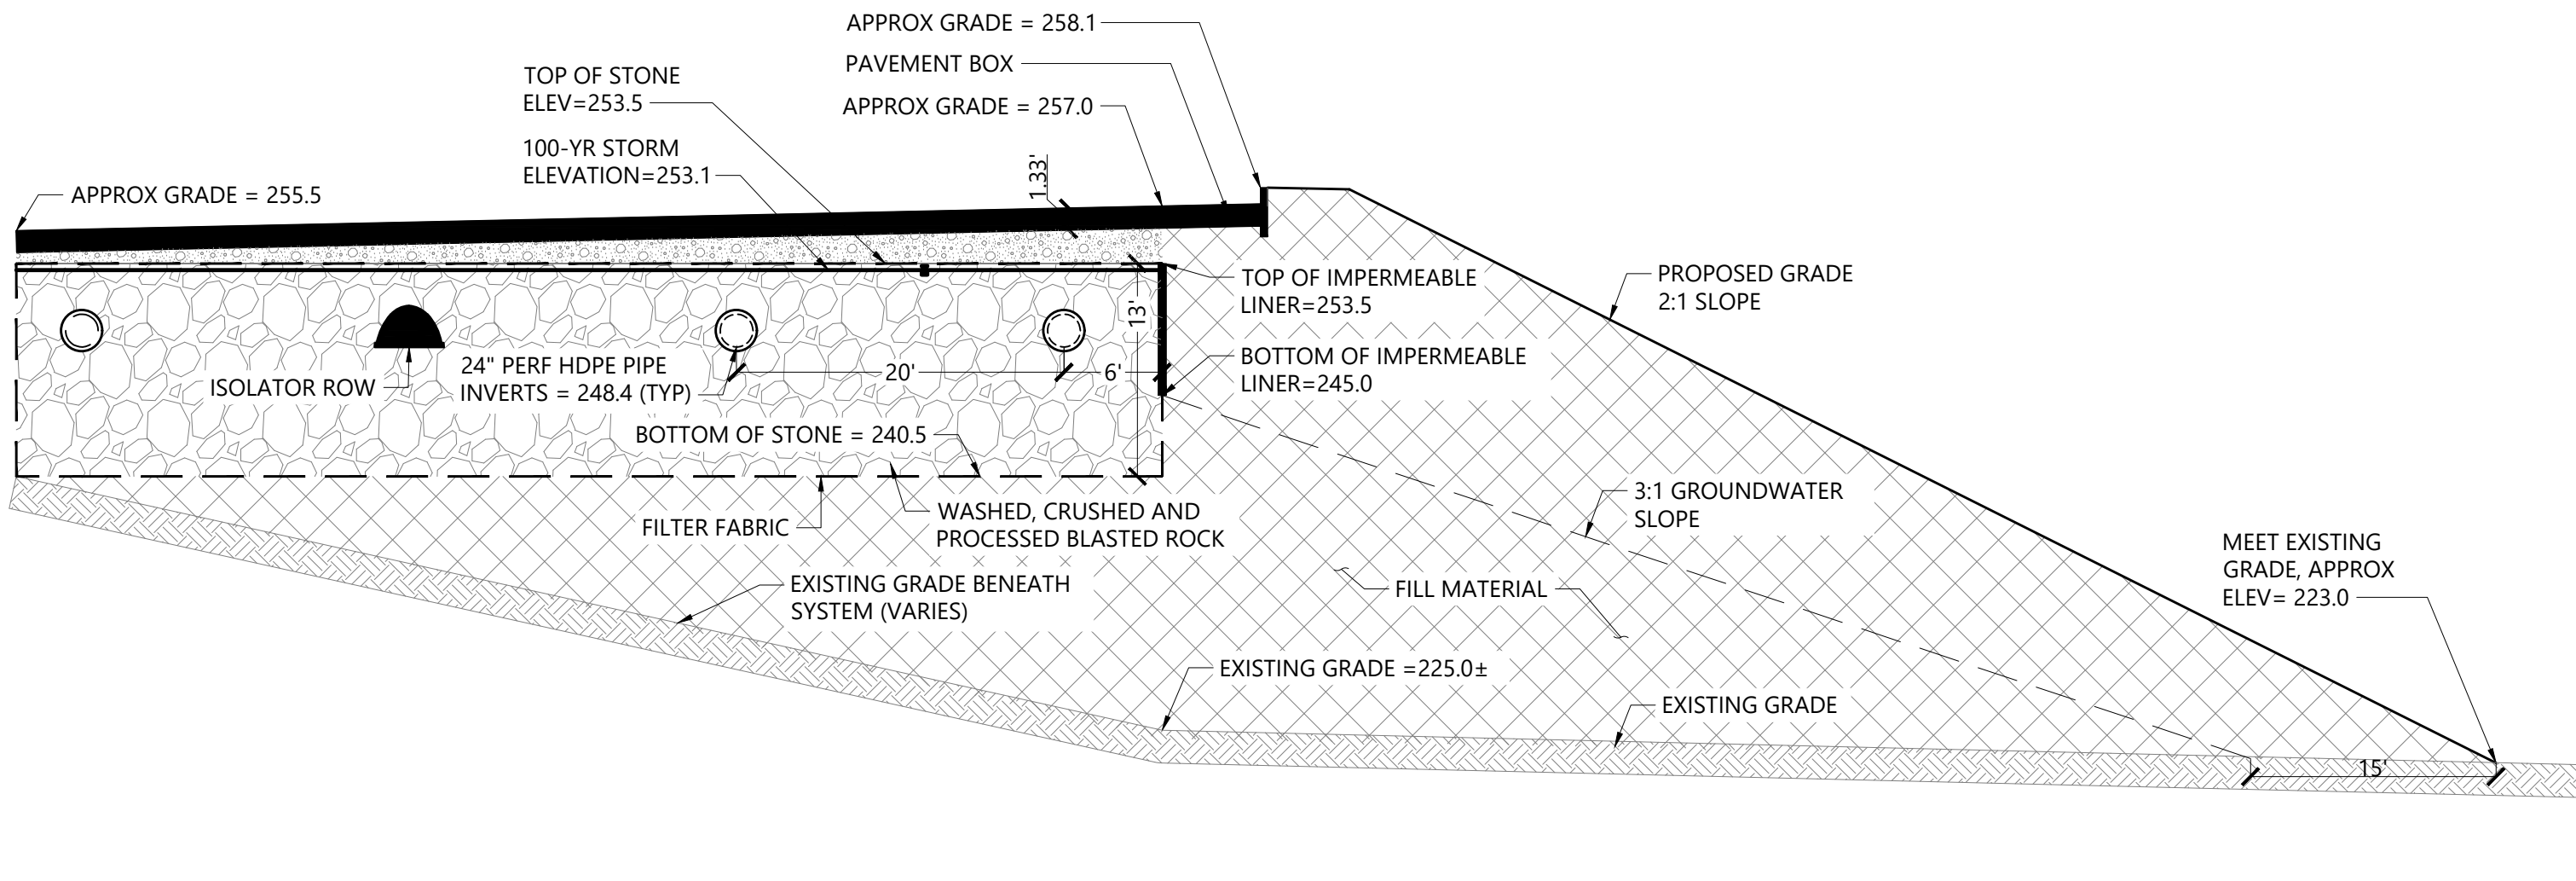 APPROX GRADE = 258.1
PAVEMENT BOX
APPROX GRADE = 257.0
TOP OF STONE
ELEV=253.5
100-YR STORM
ELEVATION=253.1
1.33'
APPROX GRADE = 255.5
TOP OF IMPERMEABLE
LINER=253.5
PROPOSED GRADE
2:1 SLOPE
13'
BOTTOM OF IMPERMEABLE
LINER=245.0
ISOLATOR ROW
24" PERF HDPE PIPE
INVERTS = 248.4 (TYP)
20'
6'
BOTTOM OF STONE = 240.5
3:1 GROUNDWATER
SLOPE
FILTER FABRIC
WASHED, CRUSHED AND
PROCESSED BLASTED ROCK
MEET EXISTING
GRADE, APPROX
ELEV= 223.0
EXISTING GRADE BENEATH
SYSTEM (VARIES)
FILL MATERIAL
EXISTING GRADE =225.0±
EXISTING GRADE
15'